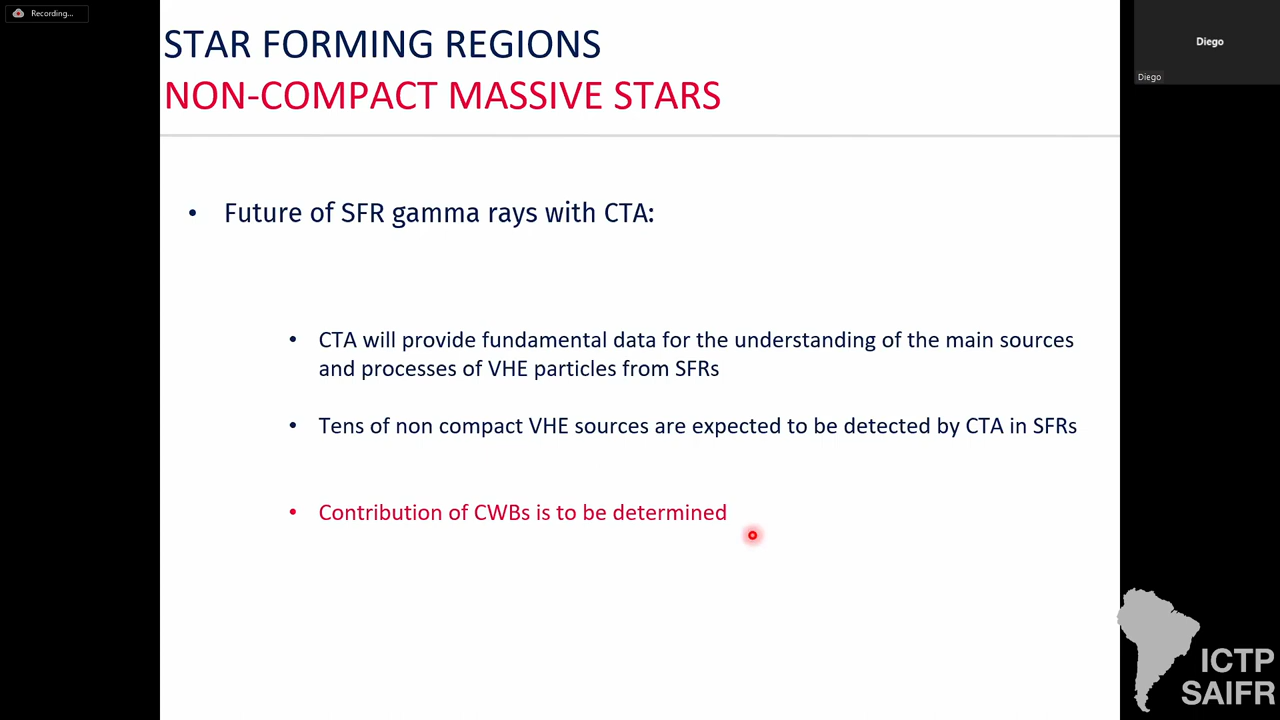 Recording...
STAR FORMING REGIONS
NON-COMPACT MASSIVE STARS
• Future of SFR gamma rays with CTA:
• CTA will provide fundamental data for the understanding of the main sources
and processes of VHE particles from SFRs
• Tens of non compact VHE sources are expected to be detected by CTA in SFRs
• Contribution of CWBs is to be determined
Diego
Diego
ICTP
SAIFR